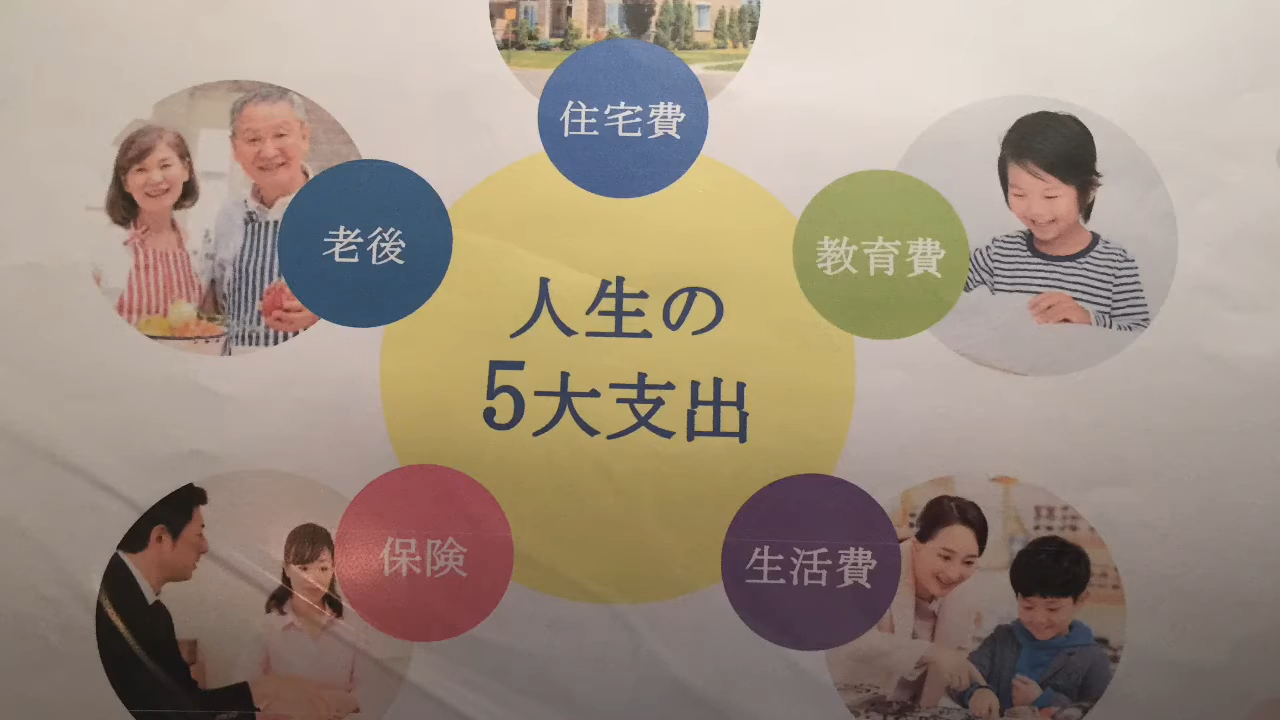 住宅費
老後
教育費
人生の
5大支出
保険
生活費